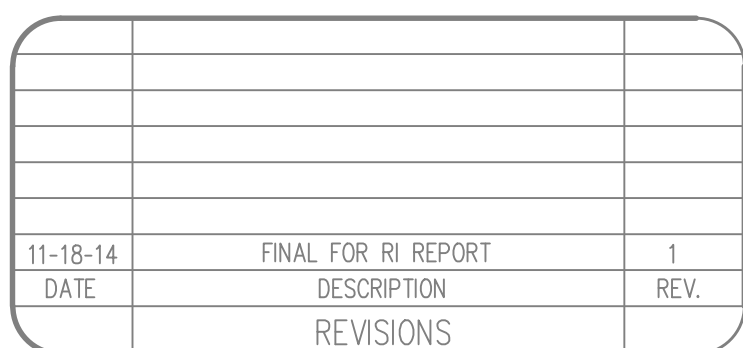 11-18-14 FINAL FOR RI REPORT 1
DATE DESCRIPTION REV.
REVISIONS